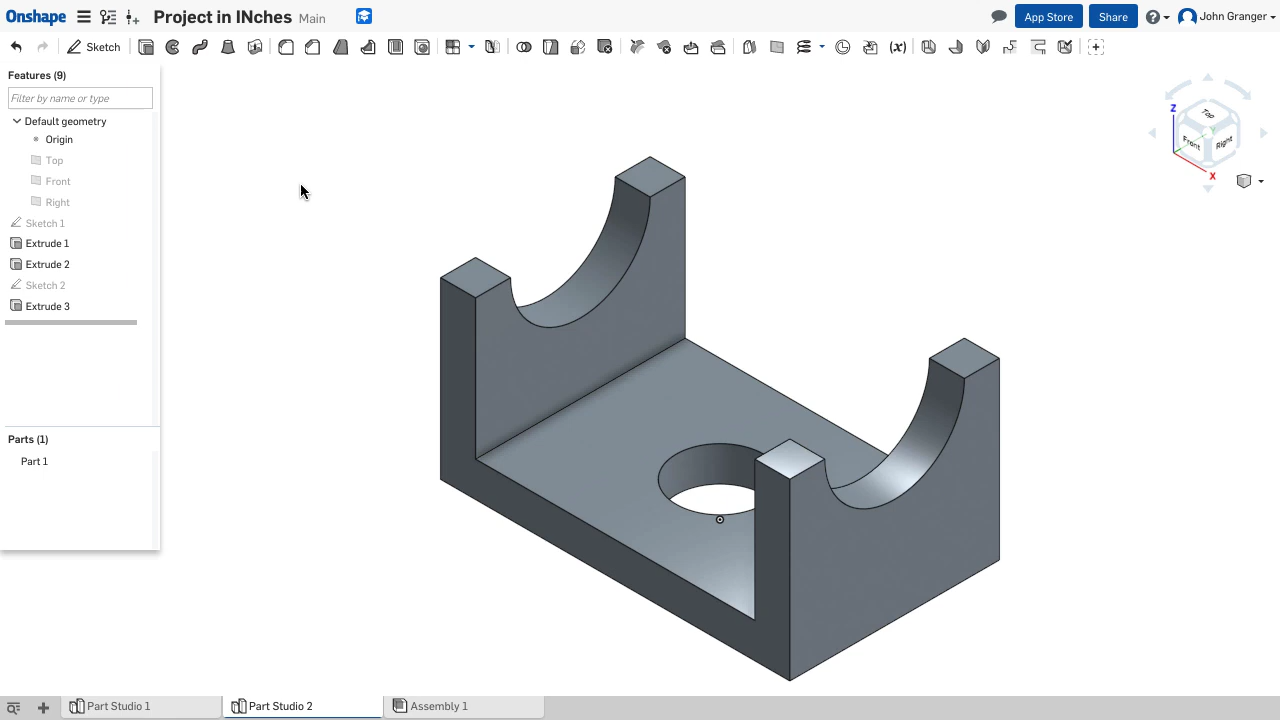 Onshape Project in INches Main App Store Share John Granger
Sketch (x)
Features (9)
Filter by name or type
Default geometry
Origin
Top
Front
Right
Sketch 1
Extrude 1
Extrude 2
Sketch 2
Extrude 3
Parts (1)
Part 1
Z
Top
Front
Right
X
Part Studio 1 Part Studio 2 Assembly 1